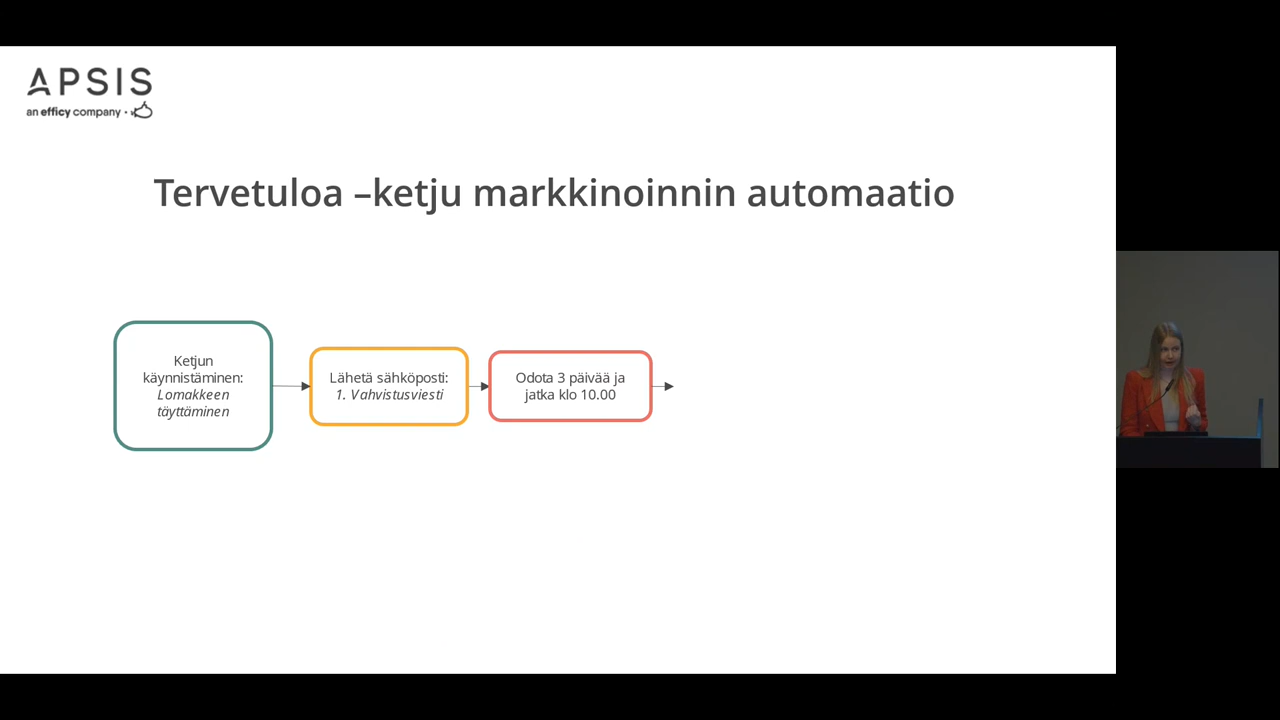 APSIS
an efficy company
Tervetuloa –ketju markkinoinnin automaatio
Ketjun
käynnistäminen:
Lomakkeen
täyttäminen
Lähetä sähköposti:
1. Vahvistusviesti
Odota 3 päivää ja
jatka klo 10.00